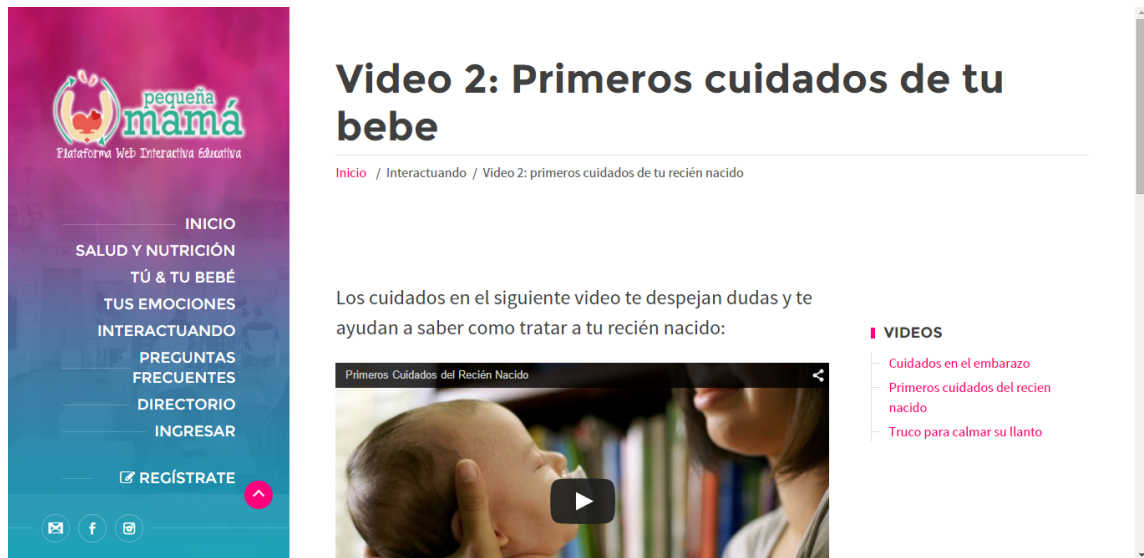 pequeña
mamá
Plataforma Web Interactiva Educativa
INICIO
SALUD Y NUTRICIÓN
TÚ & TU BEBÉ
TUS EMOCIONES
INTERACTUANDO
PREGUNTAS
FRECUENTES
DIRECTORIO
INGRESAR
REGÍSTRATE
Video 2: Primeros cuidados de tu
bebe
Inicio / Interactuando / Video 2: primeros cuidados de tu recién nacido
Los cuidados en el siguiente video te despejan dudas y te
ayudan a saber como tratar a tu recién nacido:
Primeros Cuidados del Recién Nacido
VIDEOS
Cuidados en el embarazo
Primeros cuidados del recien
nacido
Truco para calmar su llanto